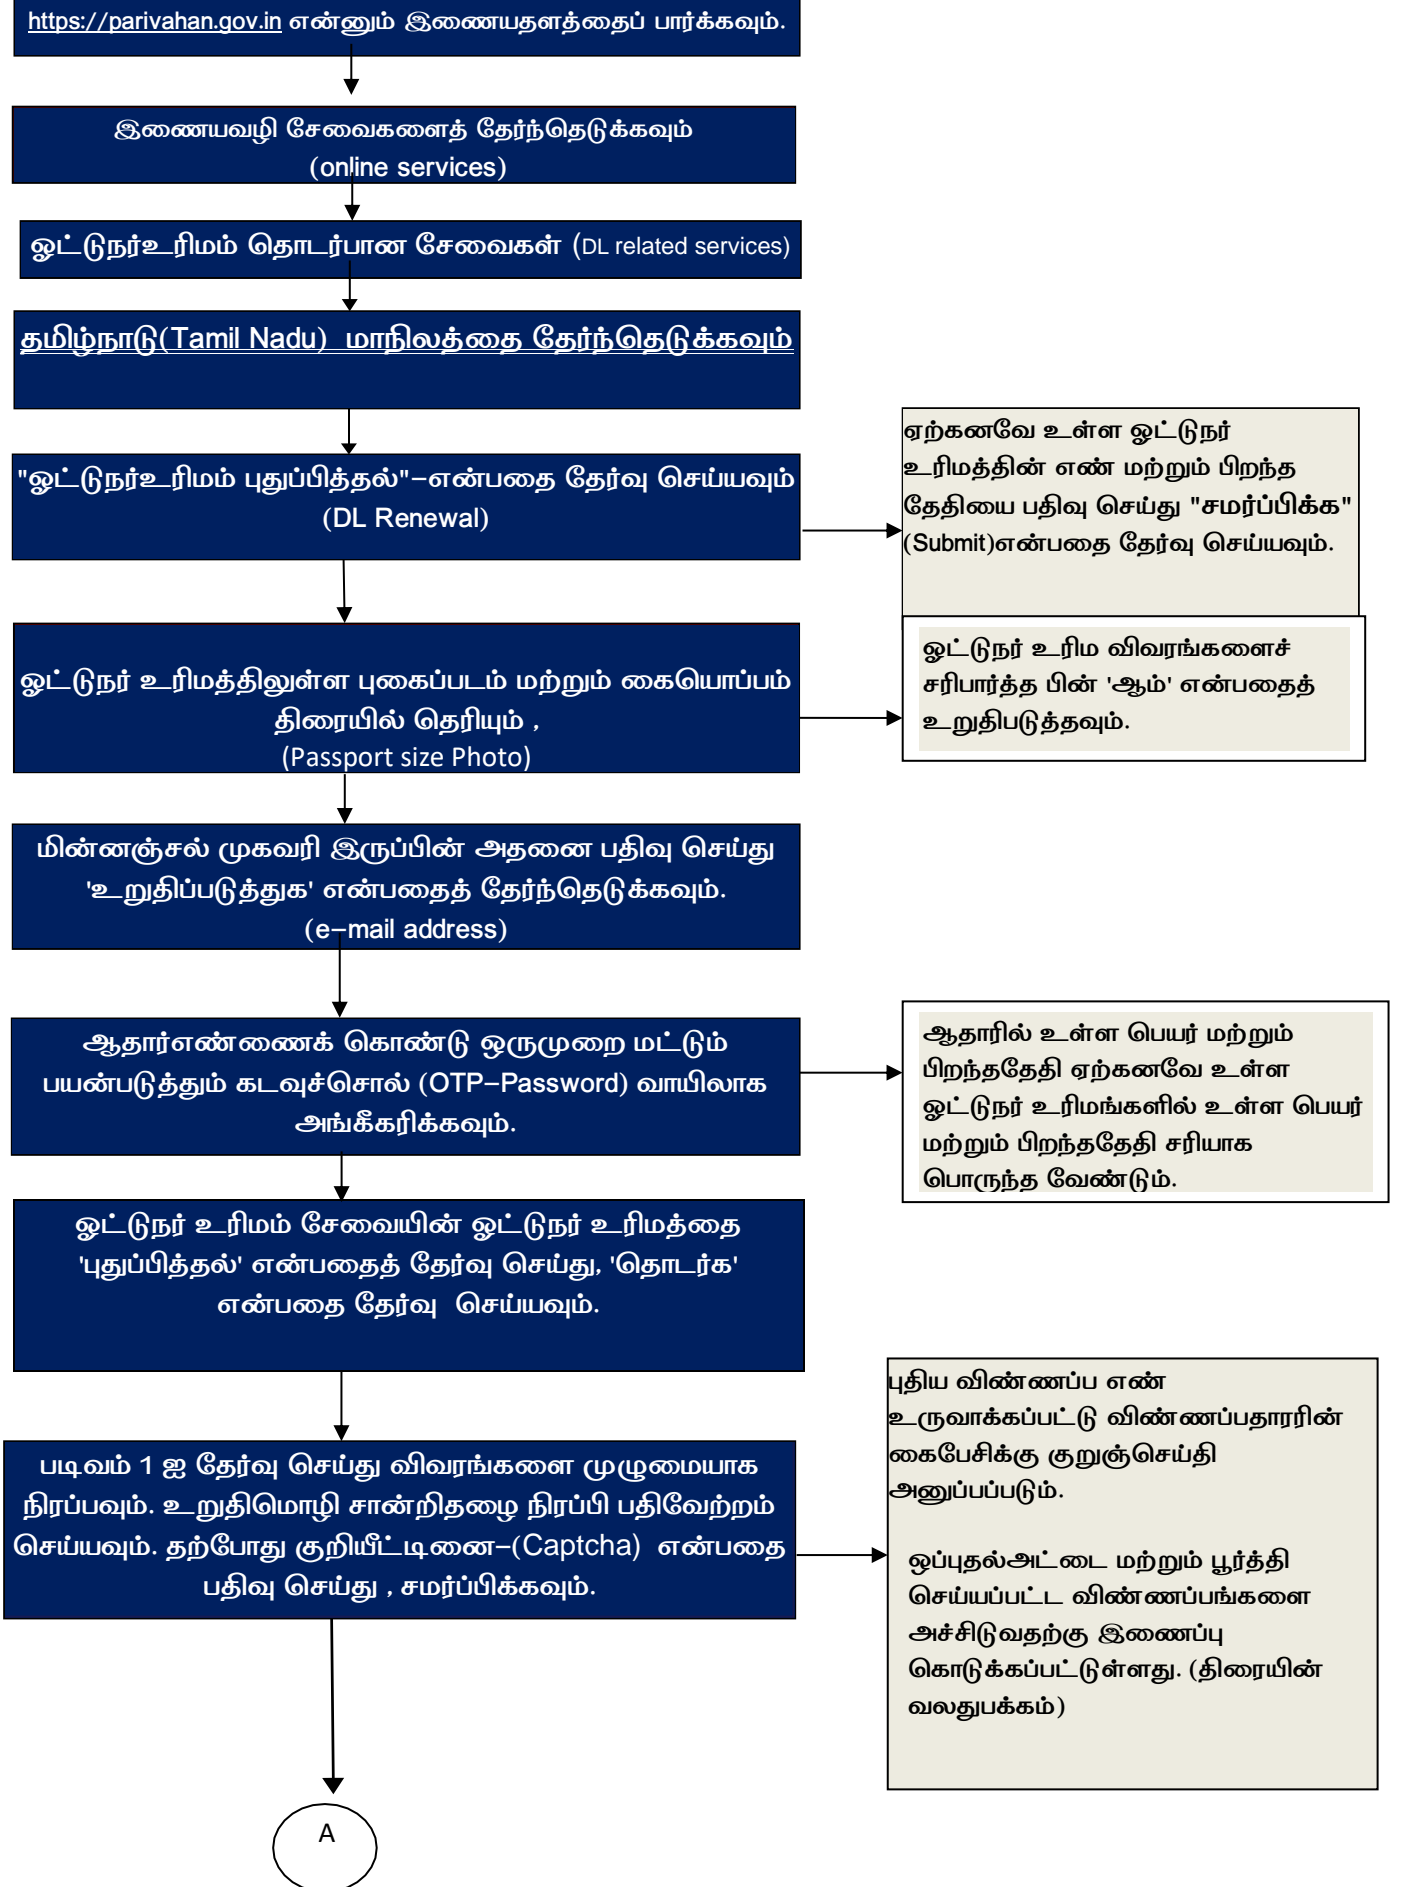 https://parivahan.gov.in என்னும் இணையதளத்தைப் பார்க்கவும்.
இணையவழி சேவைகளைத் தேர்ந்தெடுக்கவும்
(online services)
ஓட்டுநர்உரிமம் தொடர்பான சேவைகள் (DL related services)
தமிழ்நாடு(Tamil Nadu) மாநிலத்தை தேர்ந்தெடுக்கவும்
"ஓட்டுநர்உரிமம் புதுப்பித்தல்"-என்பதை தேர்வு செய்யவும்
(DL Renewal)
ஏற்கனவே உள்ள ஓட்டுநர்
உரிமத்தின் எண் மற்றும் பிறந்த
தேதியை பதிவு செய்து "சமர்ப்பிக்க"
(Submit)என்பதை தேர்வு செய்யவும்.
ஓட்டுநர் உரிமத்திலுள்ள புகைப்படம் மற்றும் கையொப்பம்
திரையில் தெரியும் ,
(Passport size Photo)
ஓட்டுநர் உரிம விவரங்களைச்
சரிபார்த்த பின் 'ஆம்' என்பதைத்
உறுதிபடுத்தவும்.
மின்னஞ்சல் முகவரி இருப்பின் அதனை பதிவு செய்து
'உறுதிப்படுத்துக' என்பதைத் தேர்ந்தெடுக்கவும்.
(e-mail address)
ஆதார்எண்ணைக் கொண்டு ஒருமுறை மட்டும்
பயன்படுத்தும் கடவுச்சொல் (OTP-Password) வாயிலாக
அங்கீகரிக்கவும்.
ஆதாரில் உள்ள பெயர் மற்றும்
பிறந்ததேதி ஏற்கனவே உள்ள
ஓட்டுநர் உரிமங்களில் உள்ள பெயர்
மற்றும் பிறந்ததேதி சரியாக
பொருந்த வேண்டும்.
ஓட்டுநர் உரிமம் சேவையின் ஓட்டுநர் உரிமத்தை
'புதுப்பித்தல்' என்பதைத் தேர்வு செய்து, 'தொடர்க'
என்பதை தேர்வு செய்யவும்.
படிவம் 1 ஐ தேர்வு செய்து விவரங்களை முழுமையாக
நிரப்பவும். உறுதிமொழி சான்றிதழை நிரப்பி பதிவேற்றம்
செய்யவும். தற்போது குறியீட்டினை-(Captcha) என்பதை
பதிவு செய்து , சமர்ப்பிக்கவும்.
புதிய விண்ணப்ப எண்
உருவாக்கப்பட்டு விண்ணப்பதாரரின்
கைபேசிக்கு குறுஞ்செய்தி
அனுப்பப்படும்.
ஒப்புதல்அட்டை மற்றும் பூர்த்தி
செய்யப்பட்ட விண்ணப்பங்களை
அச்சிடுவதற்கு இணைப்பு
கொடுக்கப்பட்டுள்ளது. (திரையின்
வலதுபக்கம்)
A